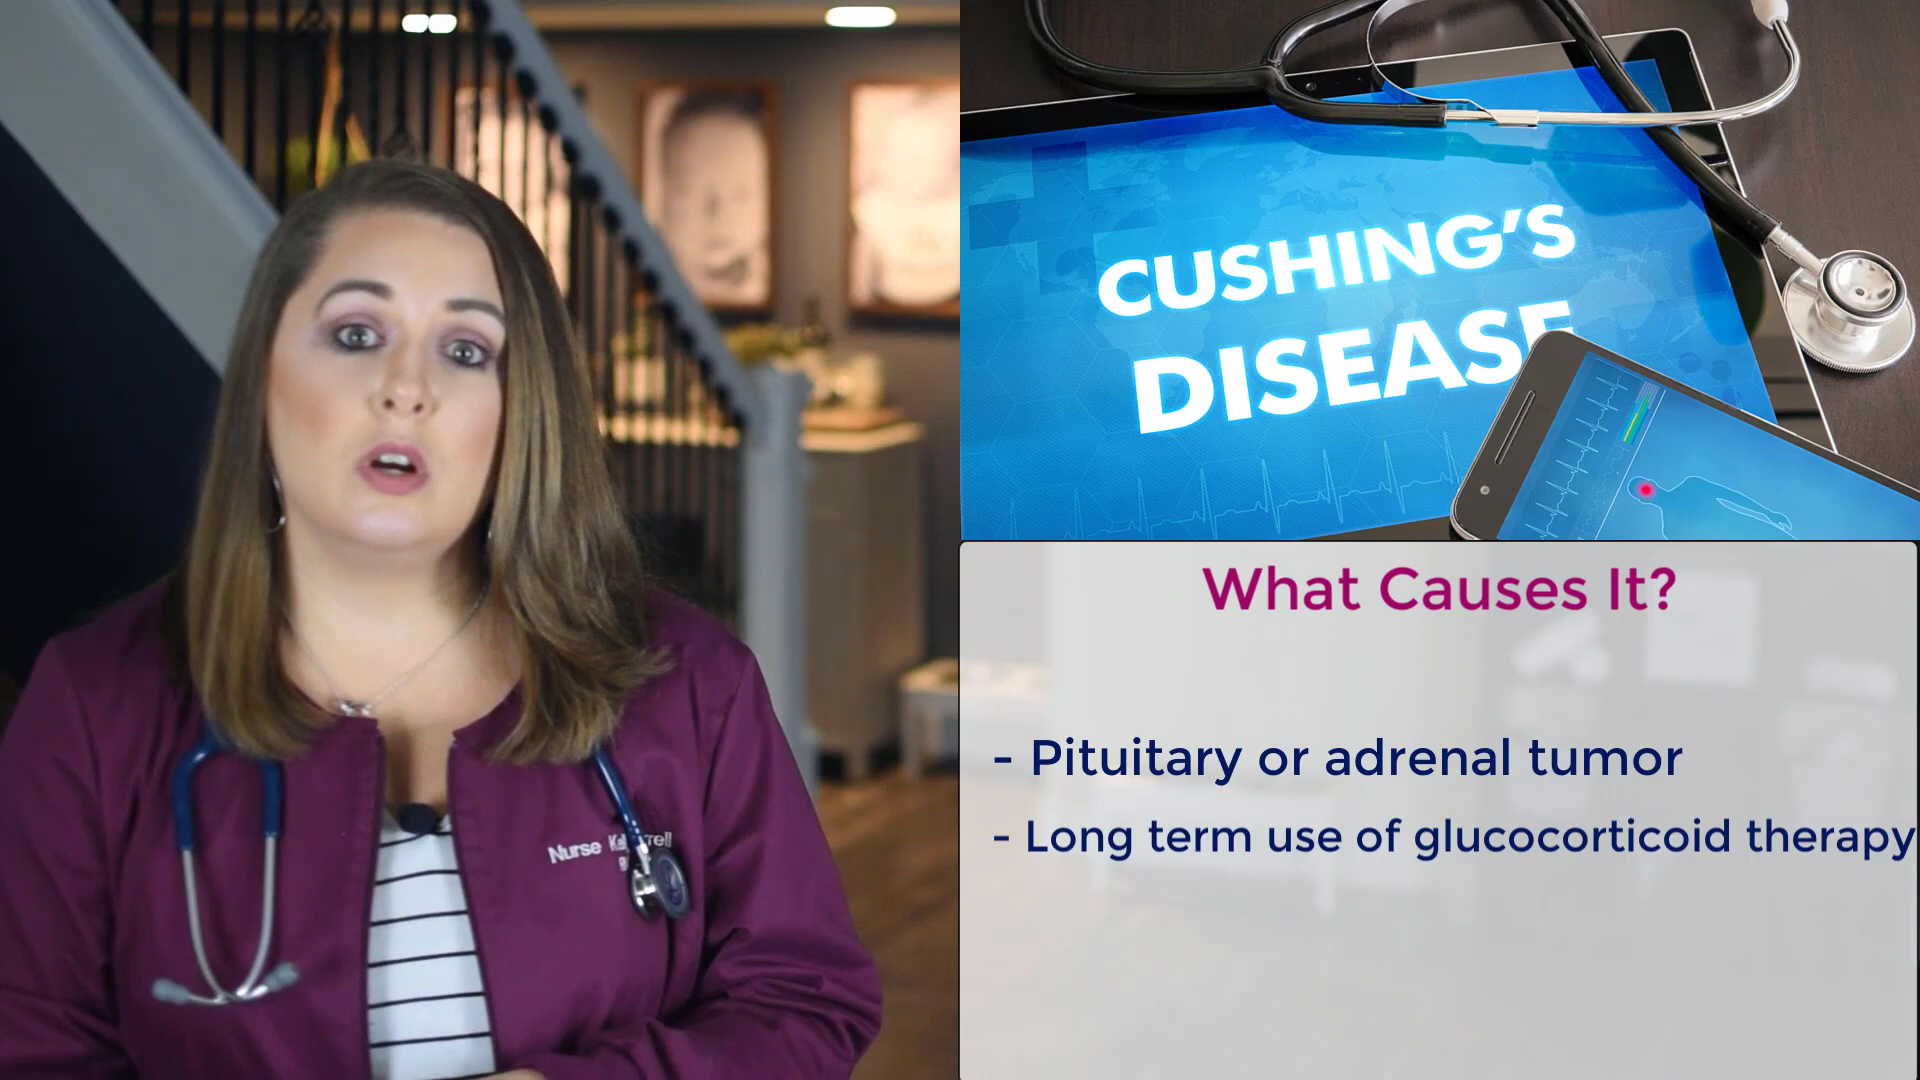 CUSHING'S
DISEASE
What Causes It?
- Pituitary or adrenal tumor
- Long term use of glucocorticoid therapy
Nurse